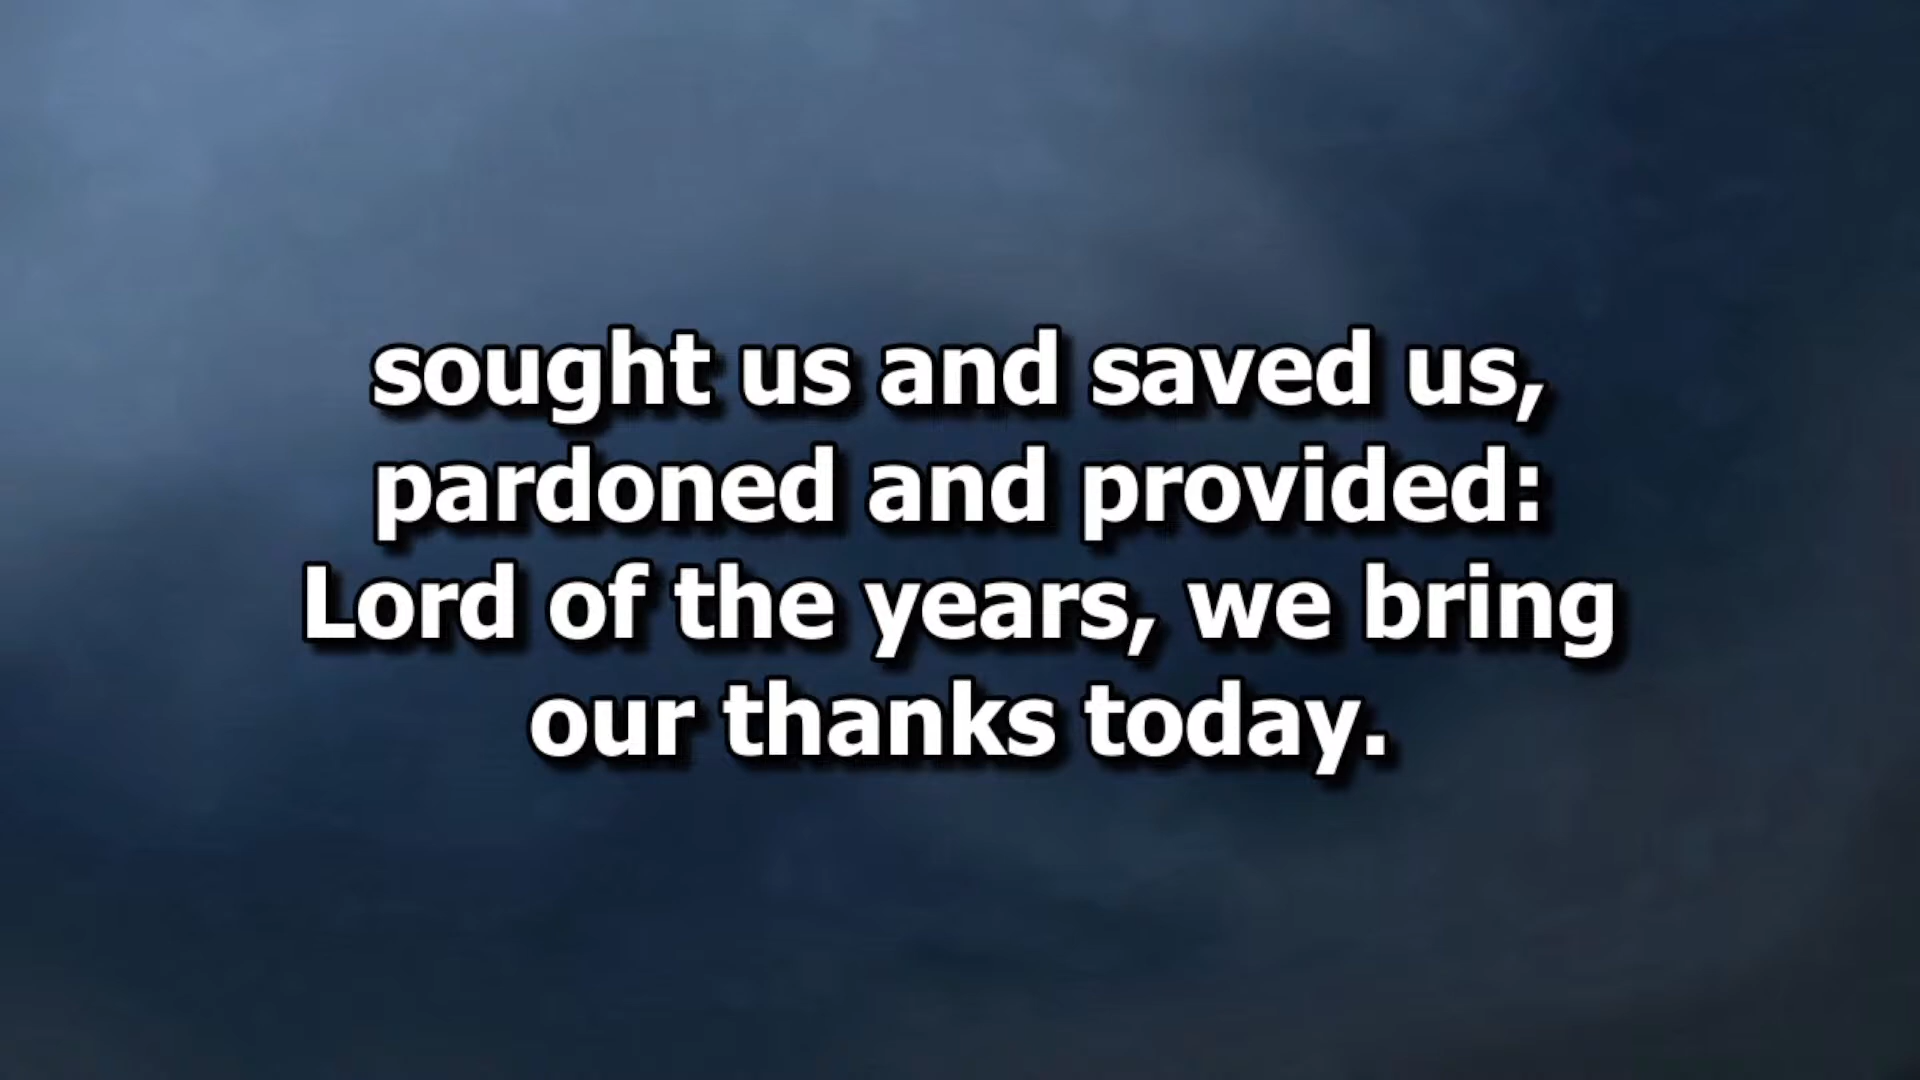 sought us and saved us,
pardoned and provided:
Lord of the years, we bring
our thanks today.